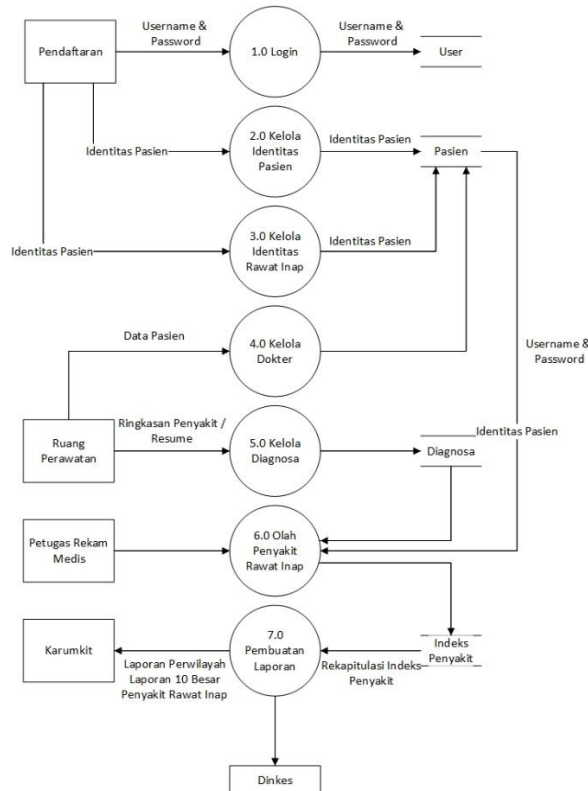 Pendaftaran
Username &
Password
1.0 Login
Username &
Password
User
Identitas Pasien
2.0 Kelola
Identitas
Pasien
Identitas Pasien
Pasien
Identitas Pasien
3.0 Kelola
Identitas
Rawat Inap
Identitas Pasien
Data Pasien
4.0 Kelola
Dokter
Username &
Password
Ruang
Perawatan
Ringkasan Penyakit /
Resume
5.0 Kelola
Diagnosa
Diagnosa
Identitas Pasien
Petugas Rekam
Medis
6.0 Olah
Penyakit
Rawat Inap
Karumkit
Laporan Perwilayah
Laporan 10 Besar
Penyakit Rawat Inap
7.0
Pembuatan
Laporan
Rekapitulasi Indeks
Penyakit
Indeks
Penyakit
Dinkes